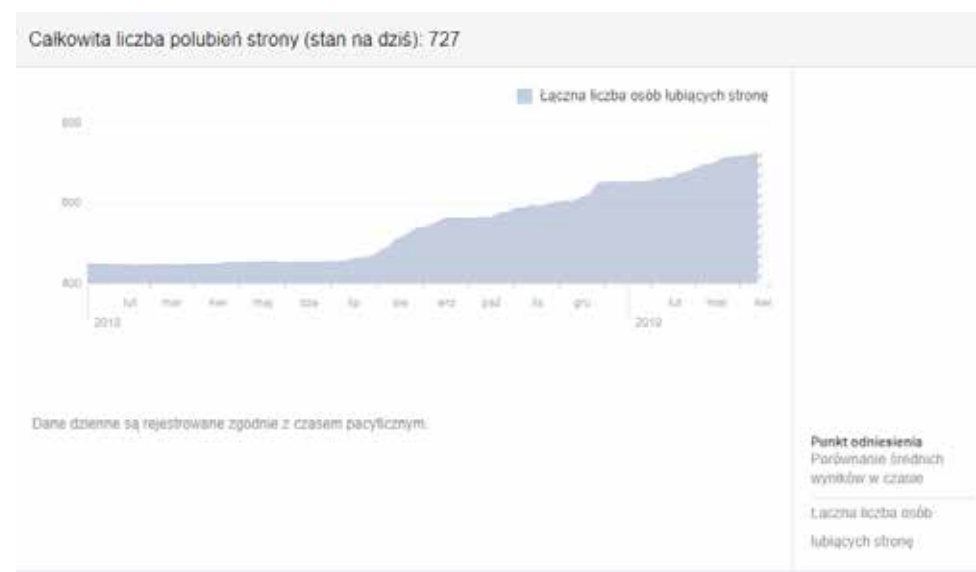 Całkowita liczba polubień strony (stan na dziś): 727
Łączna liczba osób lubiących stronę
800
600
400
lut mar kwi maj cze lip sie wrz paź lis gru lut mar kwi
2018 2019
Dane dzienne są rejestrowane zgodnie z czasem pacyficznym.
Punkt odniesienia
Porównanie średnich
wyników w czasie
Łączna liczba osób
lubiących stronę